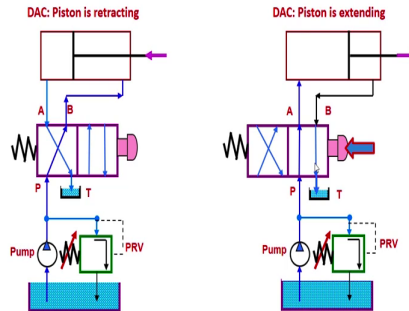 DAC: Piston is retracting
A
B
P
T
Pump
PRV
DAC: Piston is extending
A
B
P
T
Pump
PRV